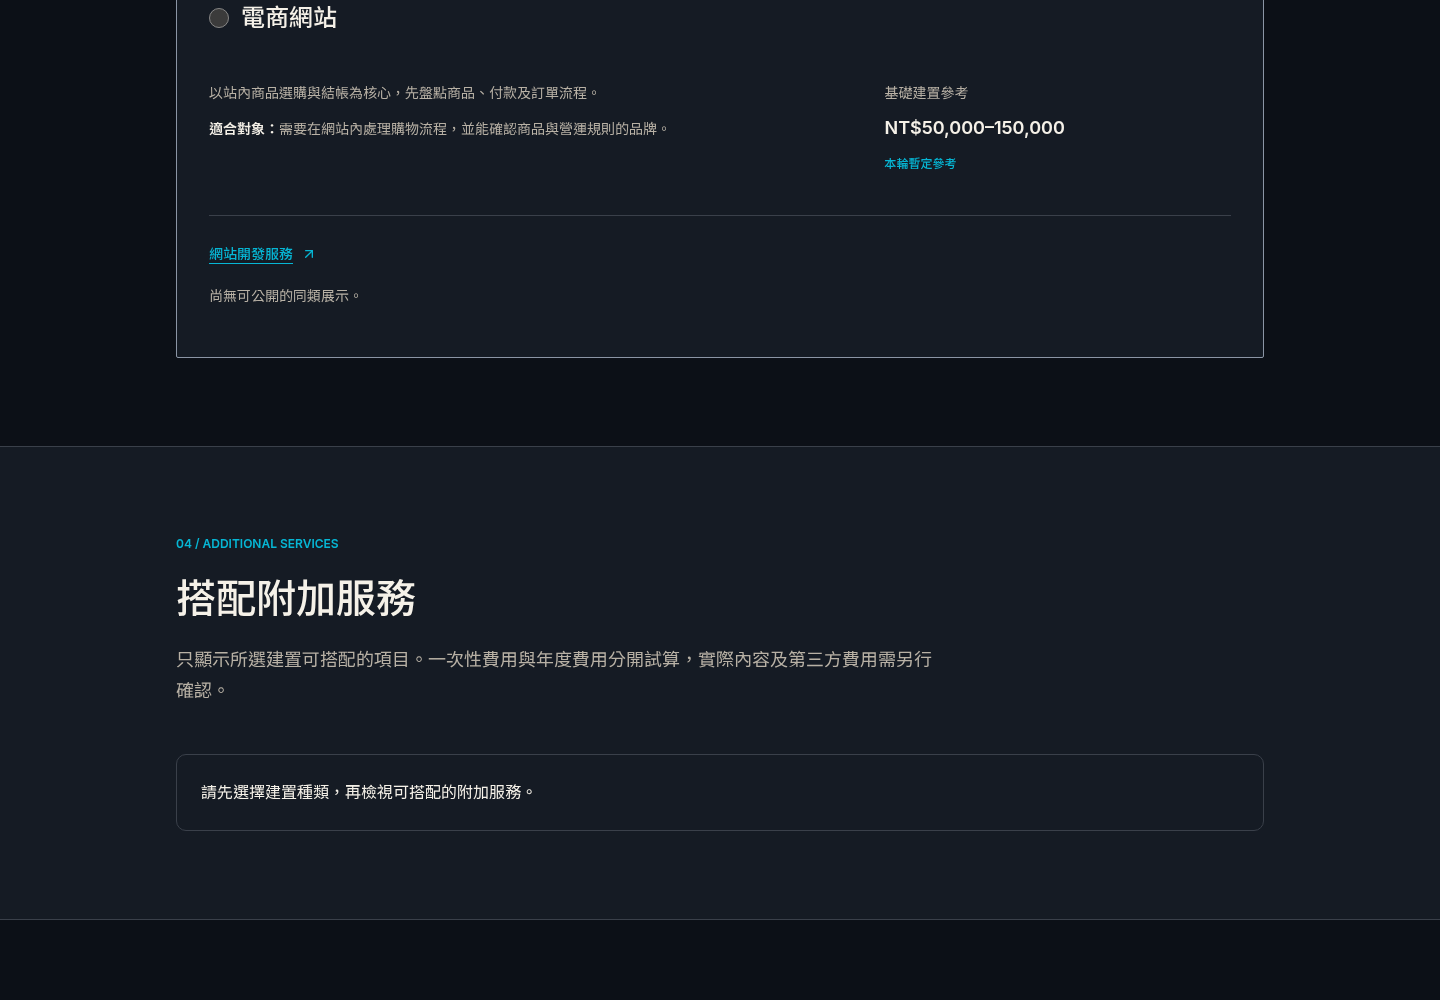 電商網站
以站內商品選購與結帳為核心，先盤點商品、付款及訂單流程。
適合對象：需要在網站內處理購物流程，並能確認商品與營運規則的品牌。
基礎建置參考
NT$50,000–150,000
本輪暫定參考
網站開發服務
尚無可公開的同類展示。
04 / ADDITIONAL SERVICES
搭配附加服務
只顯示所選建置可搭配的項目。一次性費用與年度費用分開試算，實際內容及第三方費用需另行
確認。
請先選擇建置種類，再檢視可搭配的附加服務。